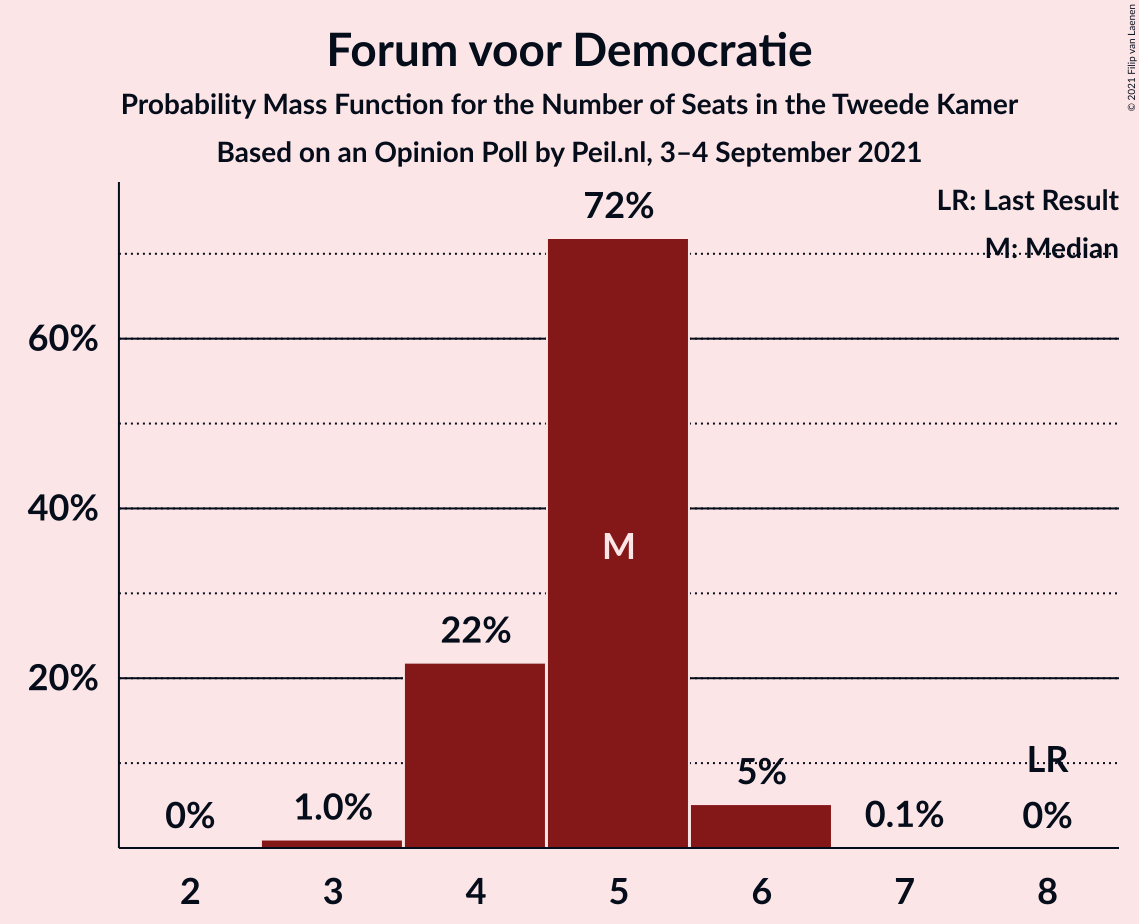 Forum voor Democratie
Probability Mass Function for the Number of Seats in the Tweede Kamer
Based on an Opinion Poll by Peil.nl, 3–4 September 2021
© 2021 Filip van Laenen
LR: Last Result
M: Median
72%
60%
40%
M
22%
20%
LR
5%
0%
1.0%
0.1%
0%
2
3
4
5
6
7
8